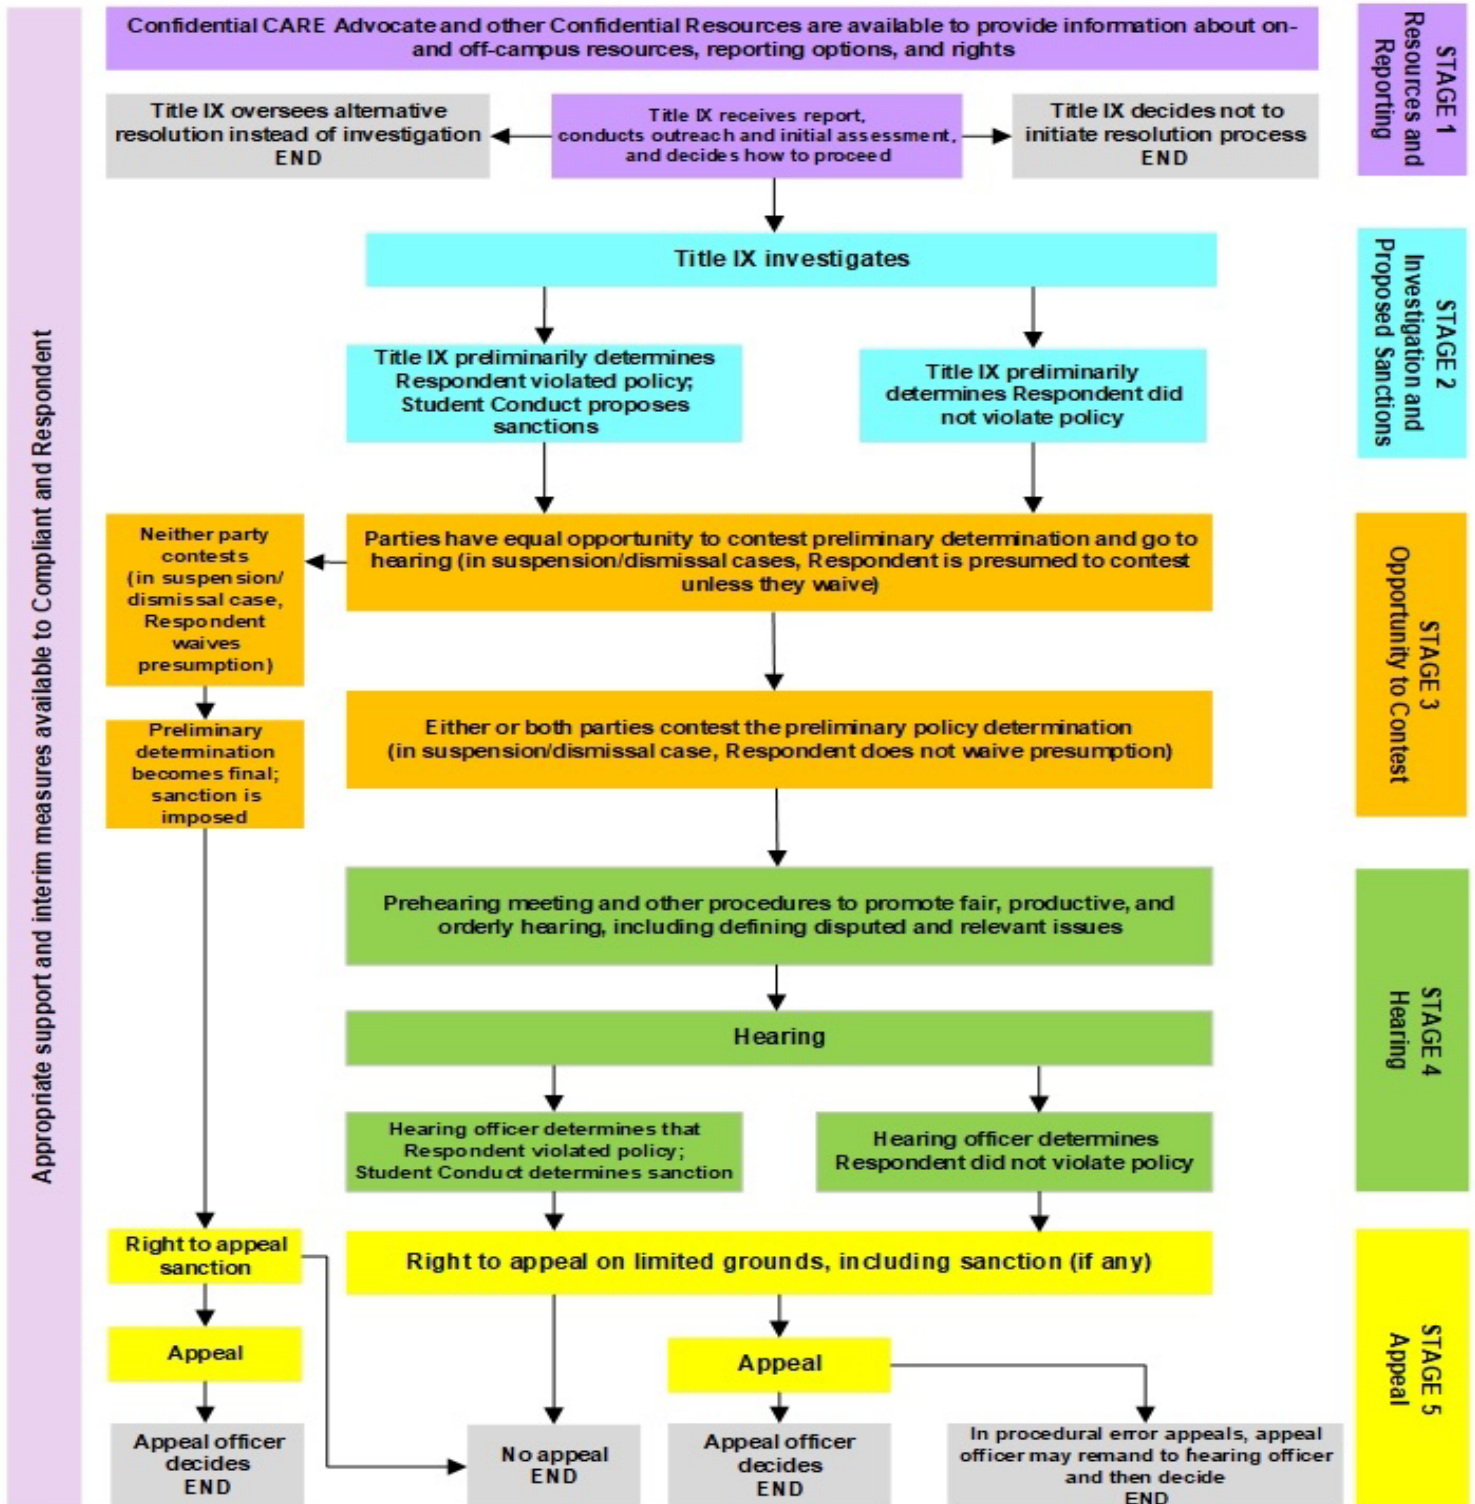 Confidential CARE Advocate and other Confidential Resources are available to provide information about on-
and off-campus resources, reporting options, and rights
STAGE 1
Resources and
Reporting
Title IX oversees alternative
resolution instead of investigation
END
Title IX receives report,
conducts outreach and initial assessment,
and decides how to proceed
Title IX decides not to
initiate resolution process
END
Title IX investigates
STAGE 2
Investigation and
Proposed Sanctions
Title IX preliminarily determines
Respondent violated policy;
Student Conduct proposes
sanctions
Title IX preliminarily
determines Respondent did
not violate policy
Appropriate support and interim measures available to Compliant and Respondent
Neither party
contests
(in suspension/
dismissal case,
Respondent
waives
presumption)
Parties have equal opportunity to contest preliminary determination and go to
hearing (in suspension/dismissal cases, Respondent is presumed to contest
unless they waive)
STAGE 3
Opportunity to Contest
Preliminary
determination
becomes final;
sanction is
imposed
Either or both parties contest the preliminary policy determination
(in suspension/dismissal case, Respondent does not waive presumption)
Prehearing meeting and other procedures to promote fair, productive, and
orderly hearing, including defining disputed and relevant issues
STAGE 4
Hearing
Hearing
Hearing officer determines that
Respondent violated policy;
Student Conduct determines sanction
Hearing officer determines
Respondent did not violate policy
Right to appeal
sanction
Right to appeal on limited grounds, including sanction (if any)
STAGE 5
Appeal
Appeal
Appeal
Appeal officer
decides
END
No appeal
END
Appeal officer
decides
END
In procedural error appeals, appeal
officer may remand to hearing officer
and then decide
END